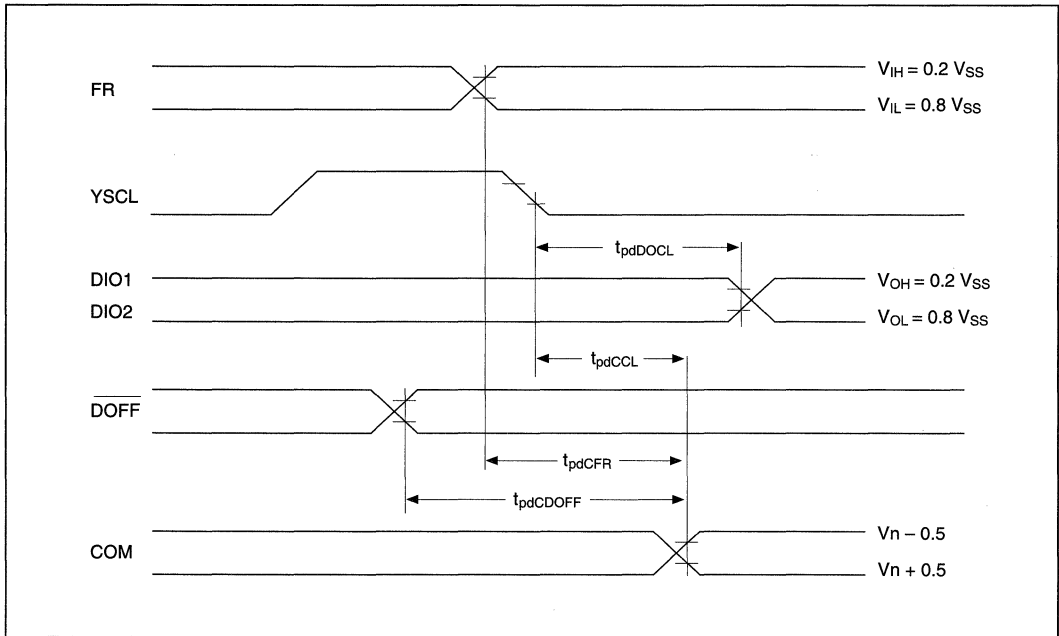 FR
V_IH = 0.2 V_SS
V_IL = 0.8 V_SS
YSCL
t_pdDOCL
DIO1
DIO2
V_OH = 0.2 V_SS
V_OL = 0.8 V_SS
t_pdCCL
D̅O̅F̅F̅
t_pdCFR
t_pdCDOFF
COM
Vn – 0.5
Vn + 0.5